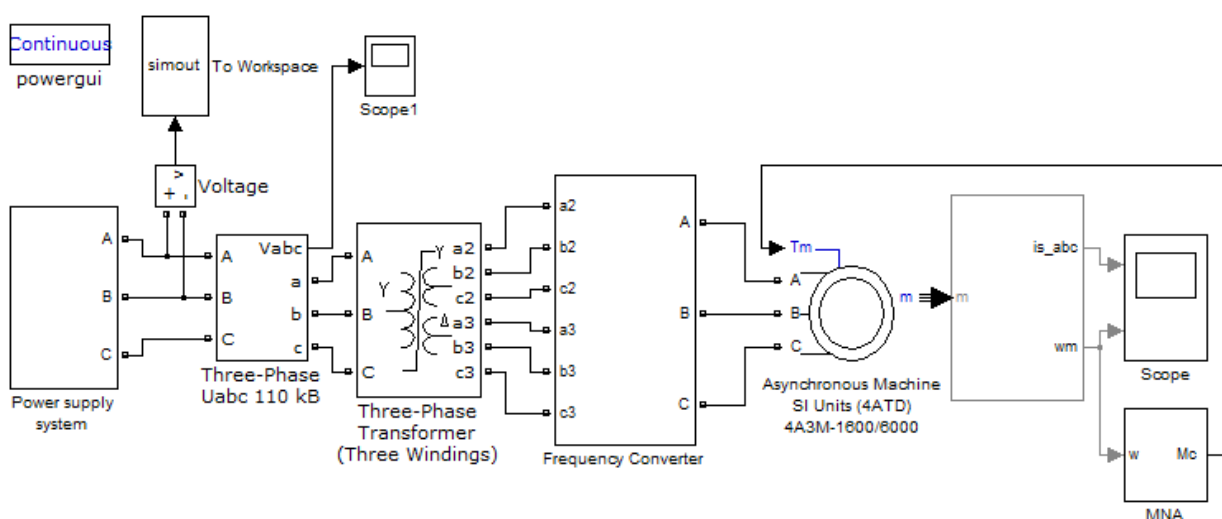 Continuous
powergui
simout
To Workspace
Scope1
+ - v
Voltage
A
B
C
Power supply
system
A
B
C
Vabc
a
b
c
Three-Phase
Uabc 110 kB
A
B
C
Y
Y
Δ
a2
b2
c2
a3
b3
c3
Three-Phase
Transformer
(Three Windings)
a2
b2
c2
a3
b3
c3
A
B
C
Frequency Converter
Tm
A
B
C
m
Asynchronous Machine
SI Units (4ATD)
4A3M-1600/6000
m
is_abc
wm
Scope
w
Mc
MNA